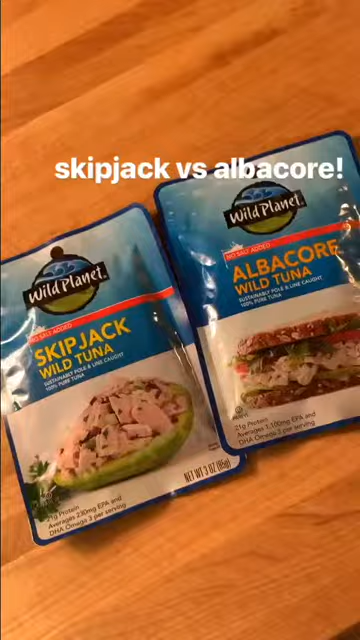 skipjack vs albacore!
Wild Planet
NO SALT ADDED
SKIPJACK
WILD TUNA
SUSTAINABLY POLE & LINE CAUGHT
100% PURE TUNA
21g Protein
Averages 230mg EPA and
DHA Omega 3 per serving
NET WT 3 OZ (85g)
Wild Planet
NO SALT ADDED
ALBACORE
WILD TUNA
SUSTAINABLY POLE & LINE CAUGHT
100% PURE TUNA
21g Protein
Averages 1,100mg EPA and
DHA Omega 3 per serving